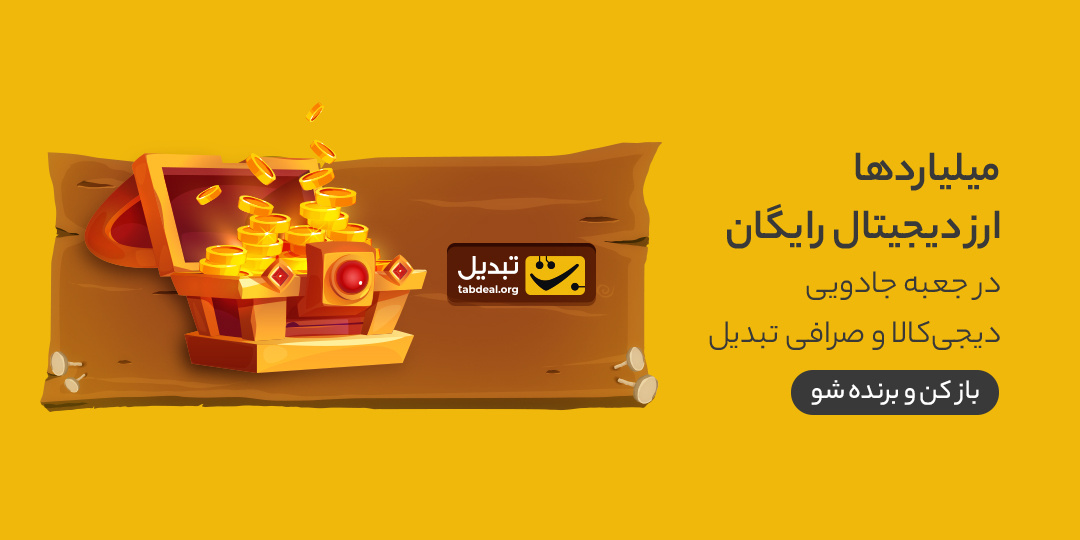 میلیاردها
ارز دیجیتال رایگان
در جعبه جادویی
دیجی‌کالا و صرافی تبدیل
باز کن و برنده شو
تبدیل
tabdeal.org